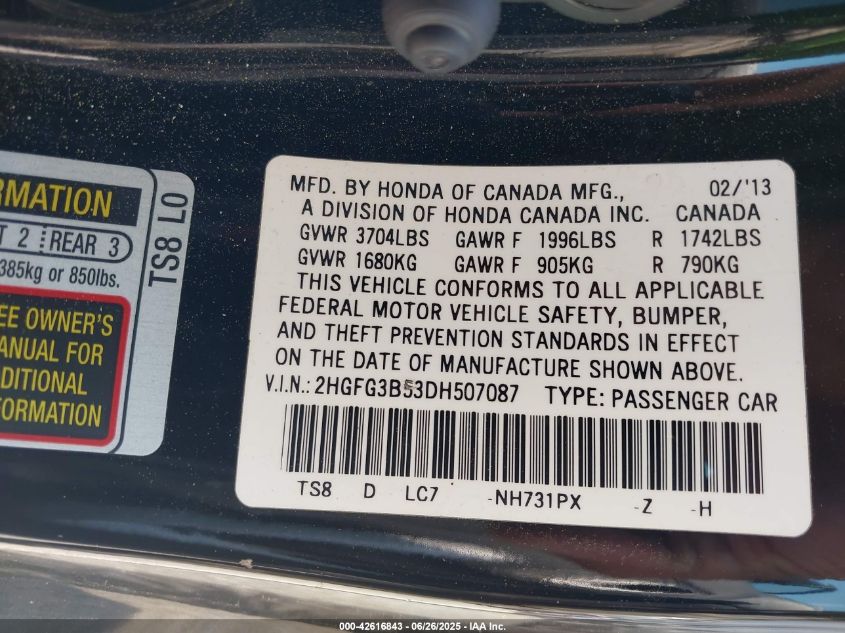 RMATION
T 2 REAR 3
385kg or 850lbs.
EE OWNER'S
ANUAL FOR
DITIONAL
FORMATION
TS8 L0
MFD. BY HONDA OF CANADA MFG., 02/'13
A DIVISION OF HONDA CANADA INC. CANADA
GVWR 3704LBS GAWR F 1996LBS R 1742LBS
GVWR 1680KG GAWR F 905KG R 790KG
THIS VEHICLE CONFORMS TO ALL APPLICABLE
FEDERAL MOTOR VEHICLE SAFETY, BUMPER,
AND THEFT PREVENTION STANDARDS IN EFFECT
ON THE DATE OF MANUFACTURE SHOWN ABOVE.
V.I.N.: 2HGFG3B53DH507087 TYPE: PASSENGER CAR
TS8 D LC7 -NH731PX -Z -H
000-42616843 - 06/26/2025 - IAA Inc.